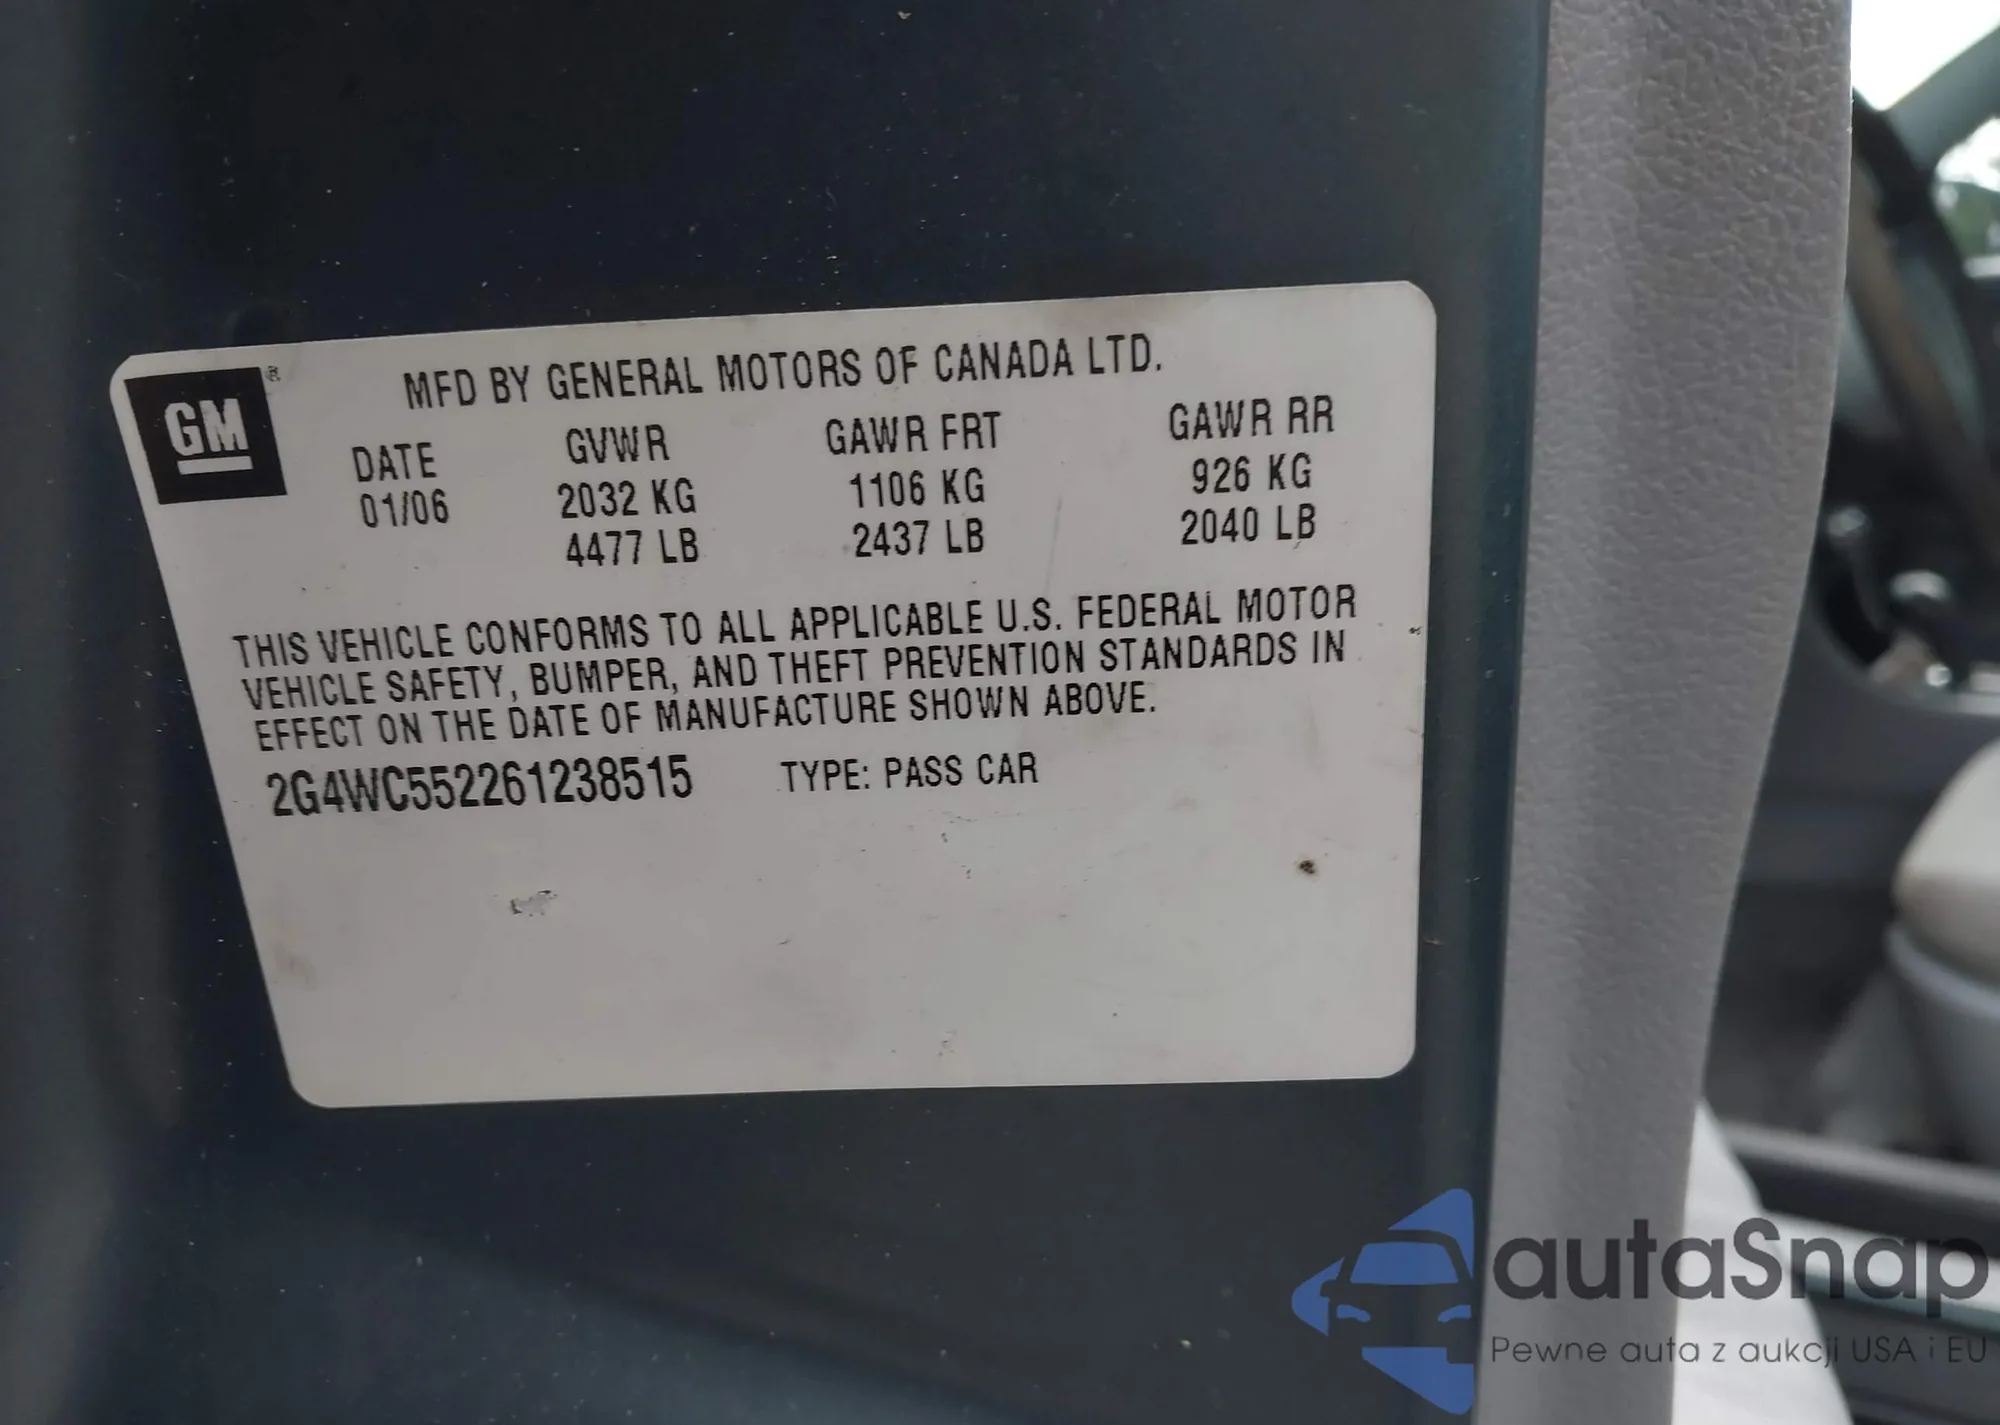 GM®
MFD BY GENERAL MOTORS OF CANADA LTD.
DATE GVWR GAWR FRT GAWR RR
01/06 2032 KG 1106 KG 926 KG
4477 LB 2437 LB 2040 LB
THIS VEHICLE CONFORMS TO ALL APPLICABLE U.S. FEDERAL MOTOR
VEHICLE SAFETY, BUMPER, AND THEFT PREVENTION STANDARDS IN
EFFECT ON THE DATE OF MANUFACTURE SHOWN ABOVE.
2G4WC552261238515 TYPE: PASS CAR
autaSnap
Pewne auta z aukcji USA i EU